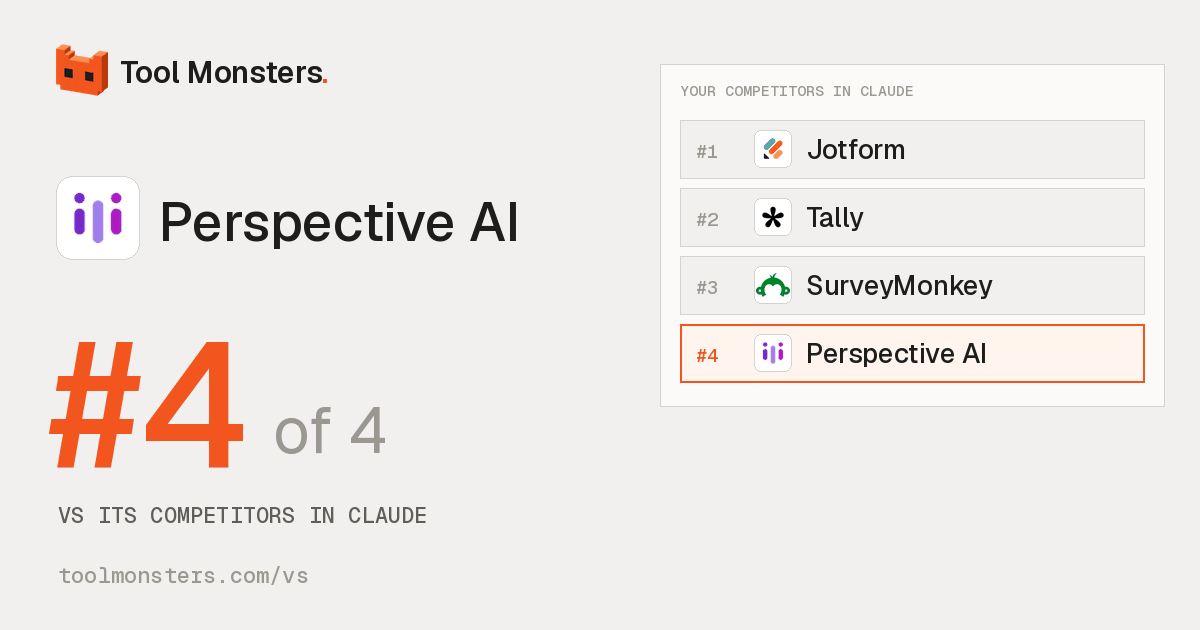 Tool Monsters.
Perspective AI
#4 of 4
VS ITS COMPETITORS IN CLAUDE
toolmonsters.com/vs
YOUR COMPETITORS IN CLAUDE
#1 Jotform
#2 Tally
#3 SurveyMonkey
#4 Perspective AI